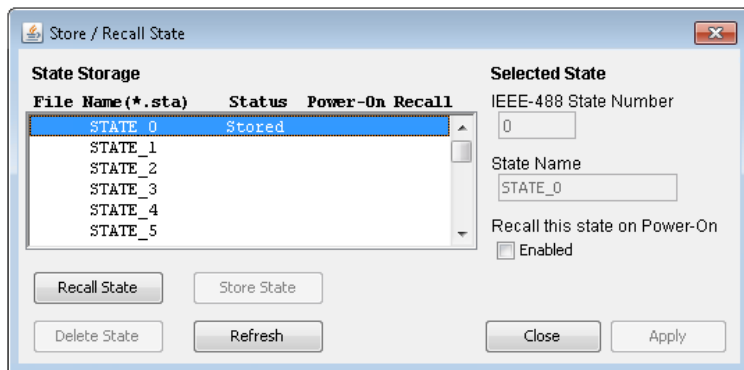 Store / Recall State
State Storage
File Name(*.sta) Status Power-On Recall
STATE_0 Stored
STATE_1
STATE_2
STATE_3
STATE_4
STATE_5
Recall State Store State
Delete State Refresh
Selected State
IEEE-488 State Number
0
State Name
STATE_0
Recall this state on Power-On
Enabled
Close Apply